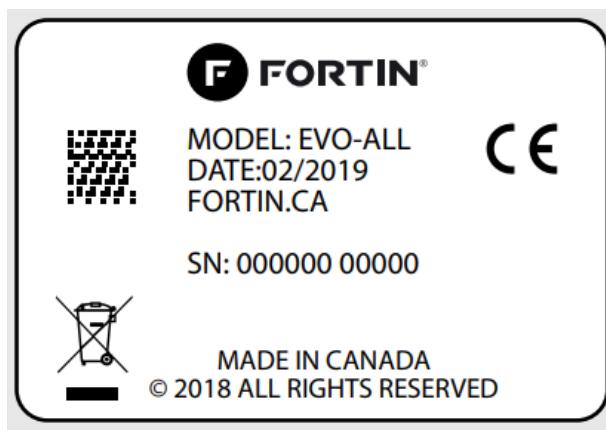 F FORTIN®
MODEL: EVO-ALL
DATE:02/2019
FORTIN.CA
CE
SN: 000000 00000
MADE IN CANADA
© 2018 ALL RIGHTS RESERVED